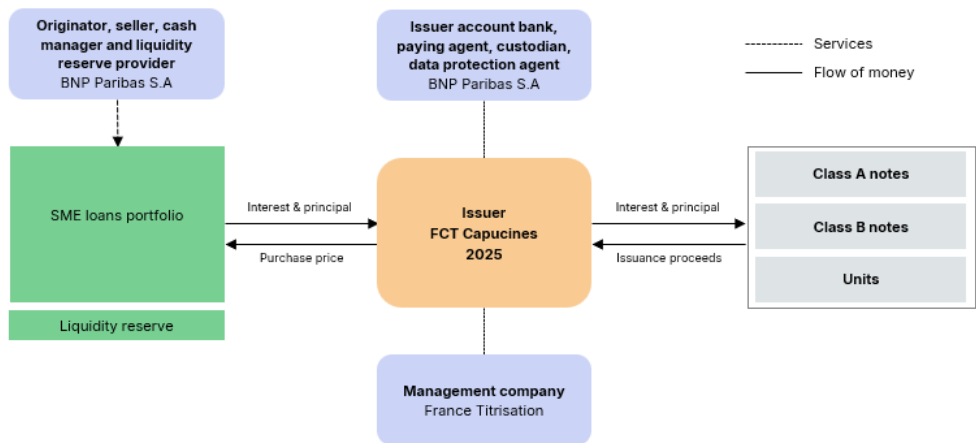 Originator, seller, cash
manager and liquidity
reserve provider
BNP Paribas S.A
Issuer account bank,
paying agent, custodian,
data protection agent
BNP Paribas S.A
Services
Flow of money
SME loans portfolio
Liquidity reserve
Interest & principal
Purchase price
Issuer
FCT Capucines
2025
Interest & principal
Issuance proceeds
Class A notes
Class B notes
Units
Management company
France Titrisation